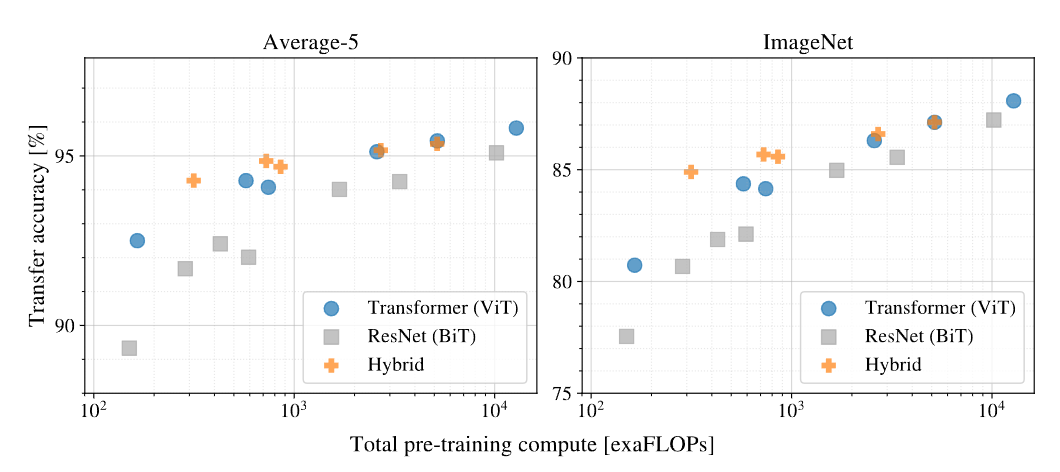 Average-5
ImageNet
Transfer accuracy [%]
95
90
10²
10³
10⁴
Transformer (ViT)
ResNet (BiT)
Hybrid
90
85
80
75
10²
10³
10⁴
Transformer (ViT)
ResNet (BiT)
Hybrid
Total pre-training compute [exaFLOPs]